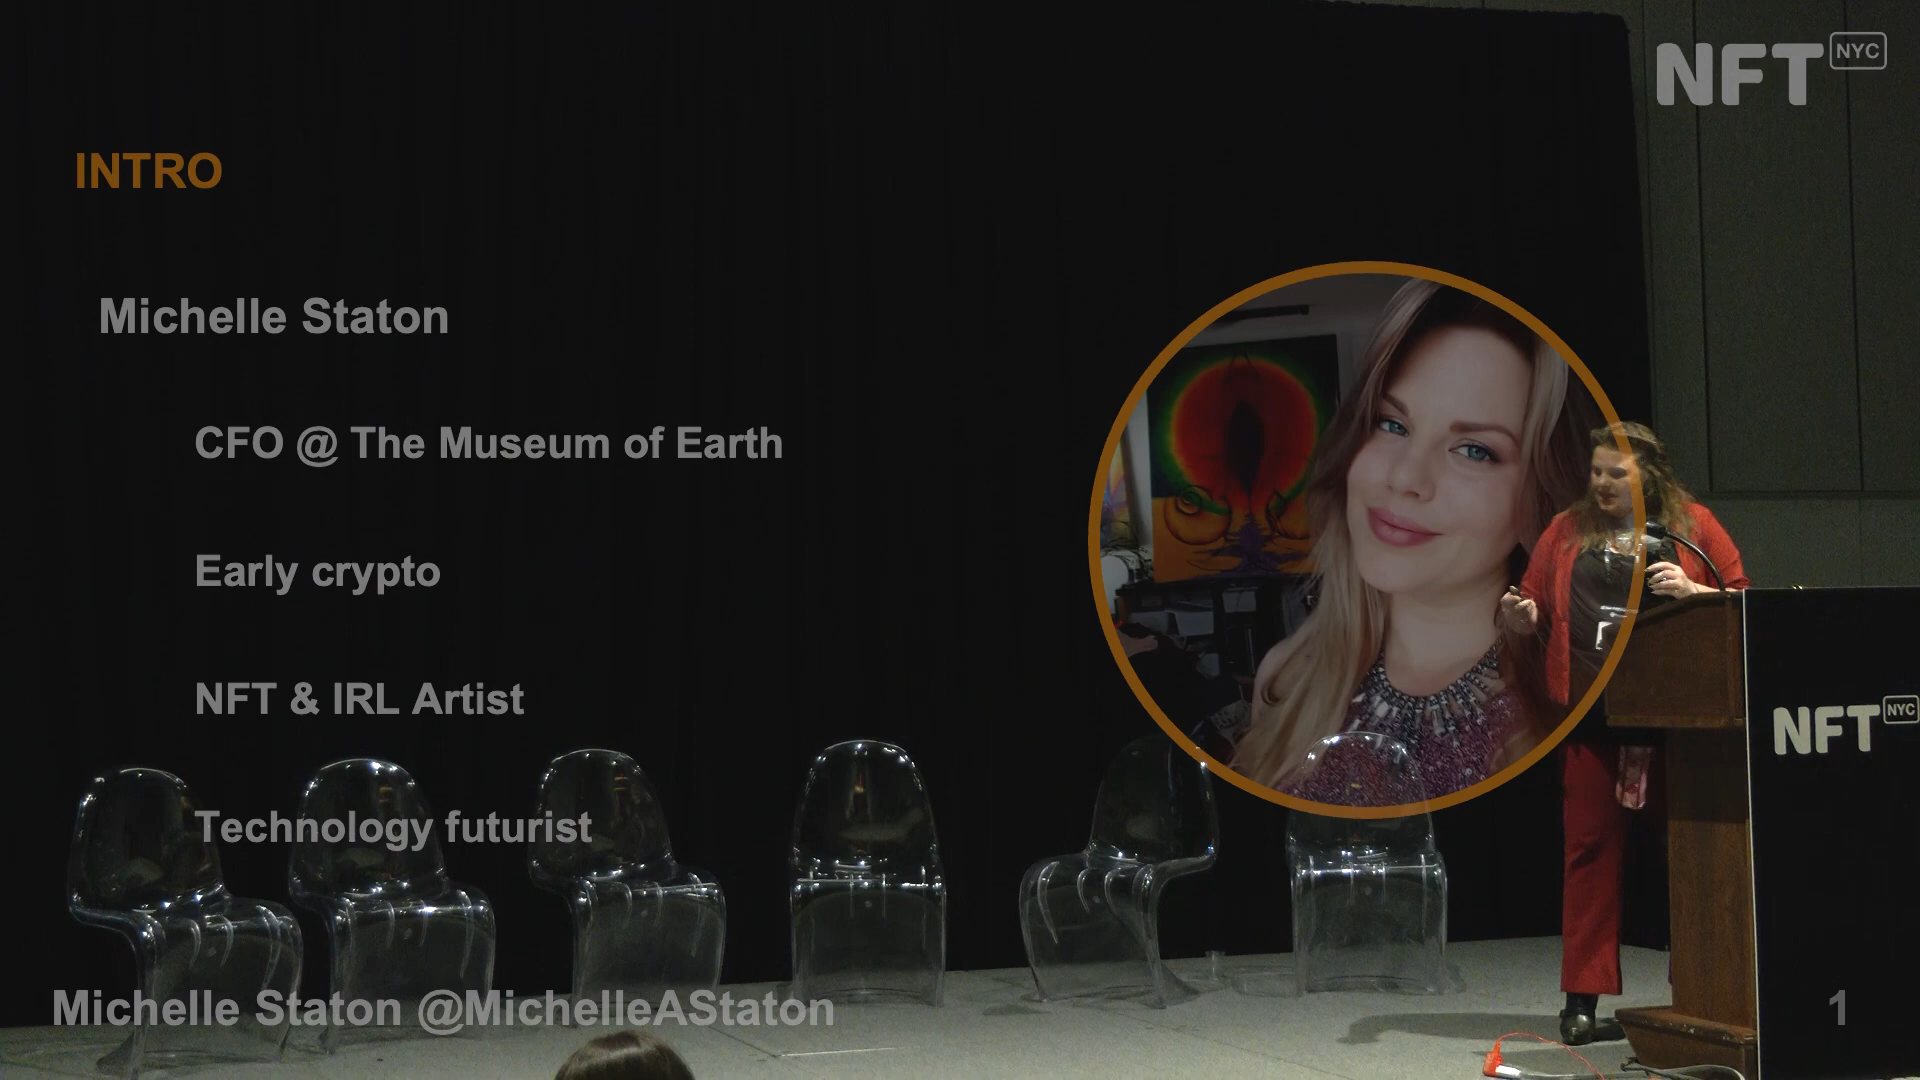 NFT NYC
INTRO
Michelle Staton
CFO @ The Museum of Earth
Early crypto
NFT & IRL Artist
Technology futurist
NFT NYC
Michelle Staton @MichelleAStaton
1